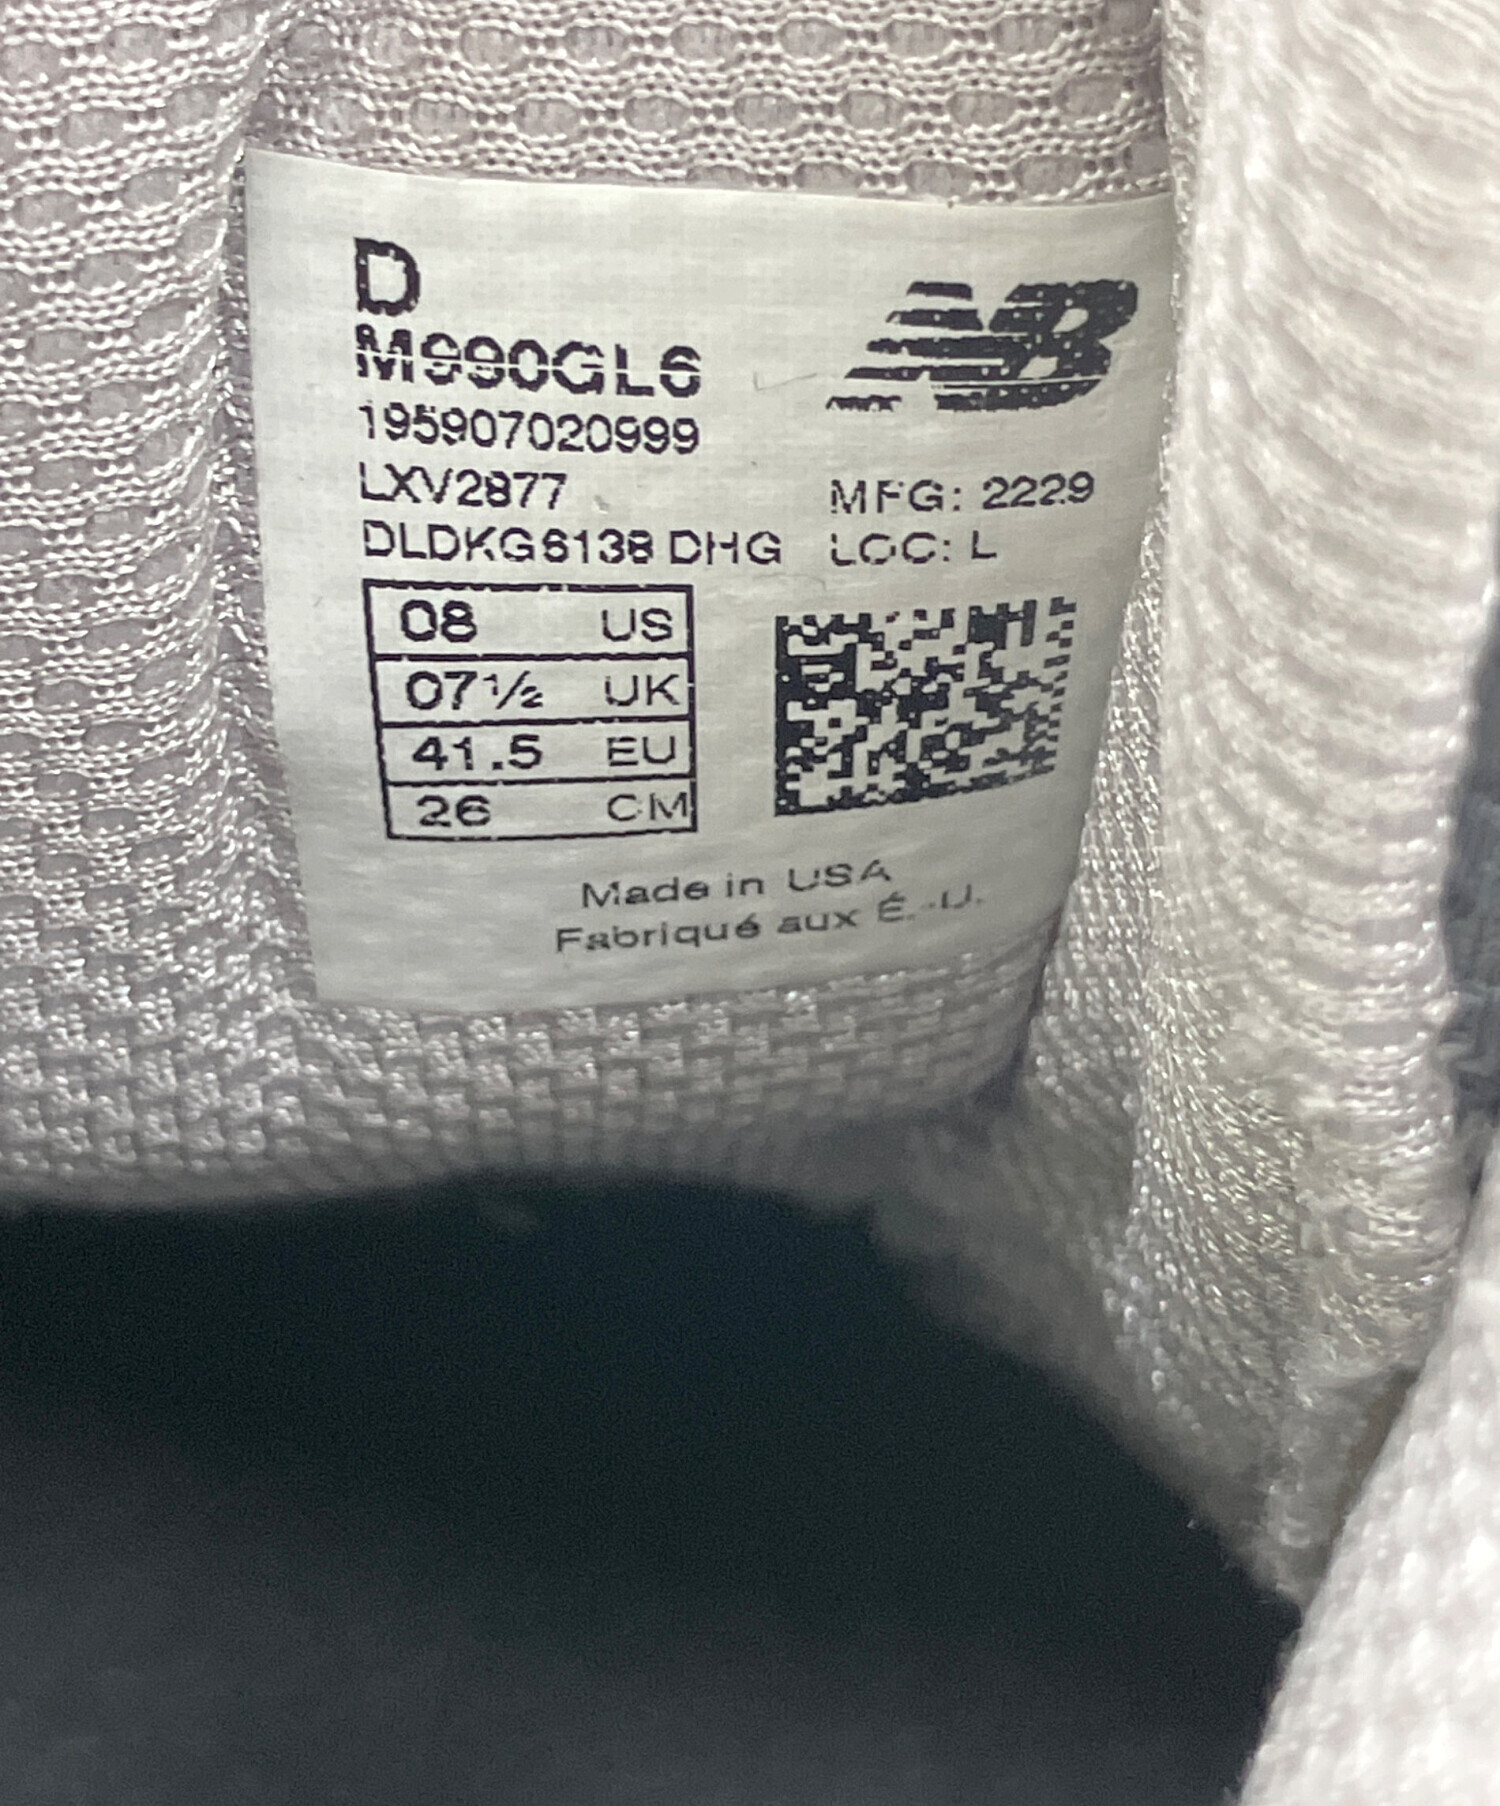 D
NB
M990GL6
195907020999
LXV2877
MFG: 2229
DLDKG6138 DHG
LOC: L
08 US
07½ UK
41.5 EU
26 CM
Made in USA
Fabriqué aux É.-U.